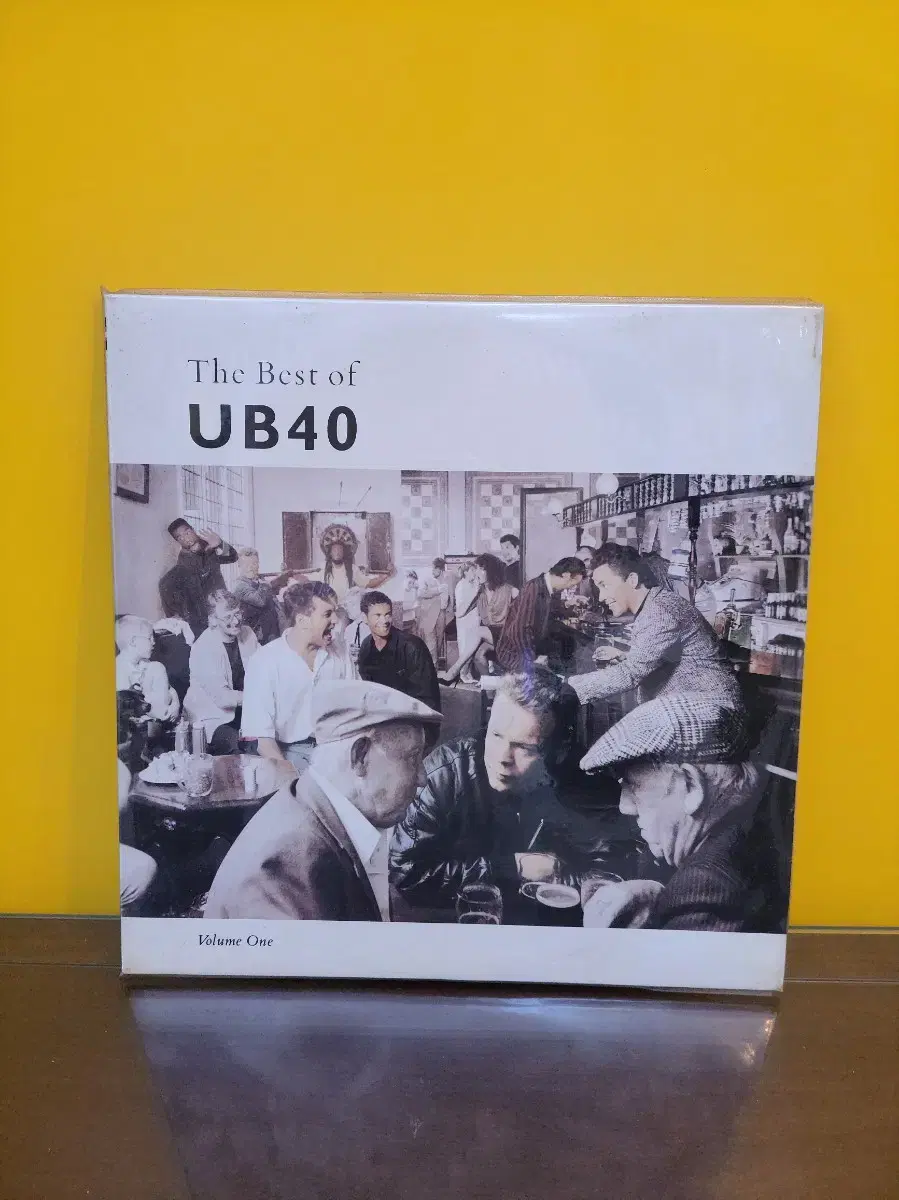 The Best of
UB40
Volume One